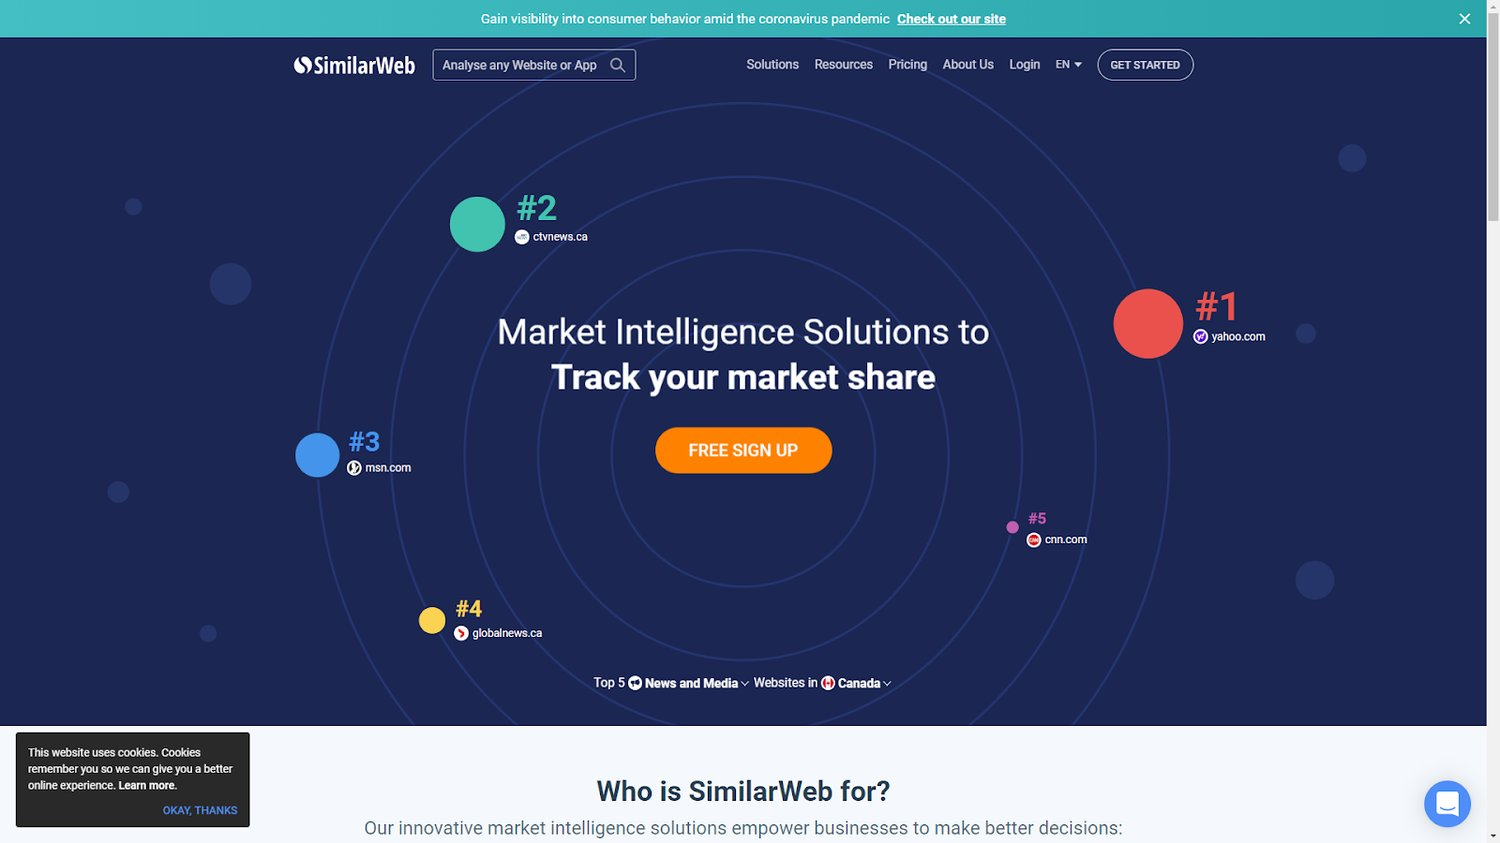 Gain visibility into consumer behavior amid the coronavirus pandemic Check out our site
SimilarWeb
Analyse any Website or App
Solutions Resources Pricing About Us Login EN GET STARTED
#2
ctvnews.ca
#1
yahoo.com
Market Intelligence Solutions to
Track your market share
#3
msn.com
FREE SIGN UP
#5
cnn.com
#4
globalnews.ca
Top 5 News and Media Websites in Canada
This website uses cookies. Cookies
remember you so we can give you a better
online experience. Learn more.
OKAY, THANKS
Who is SimilarWeb for?
Our innovative market intelligence solutions empower businesses to make better decisions: